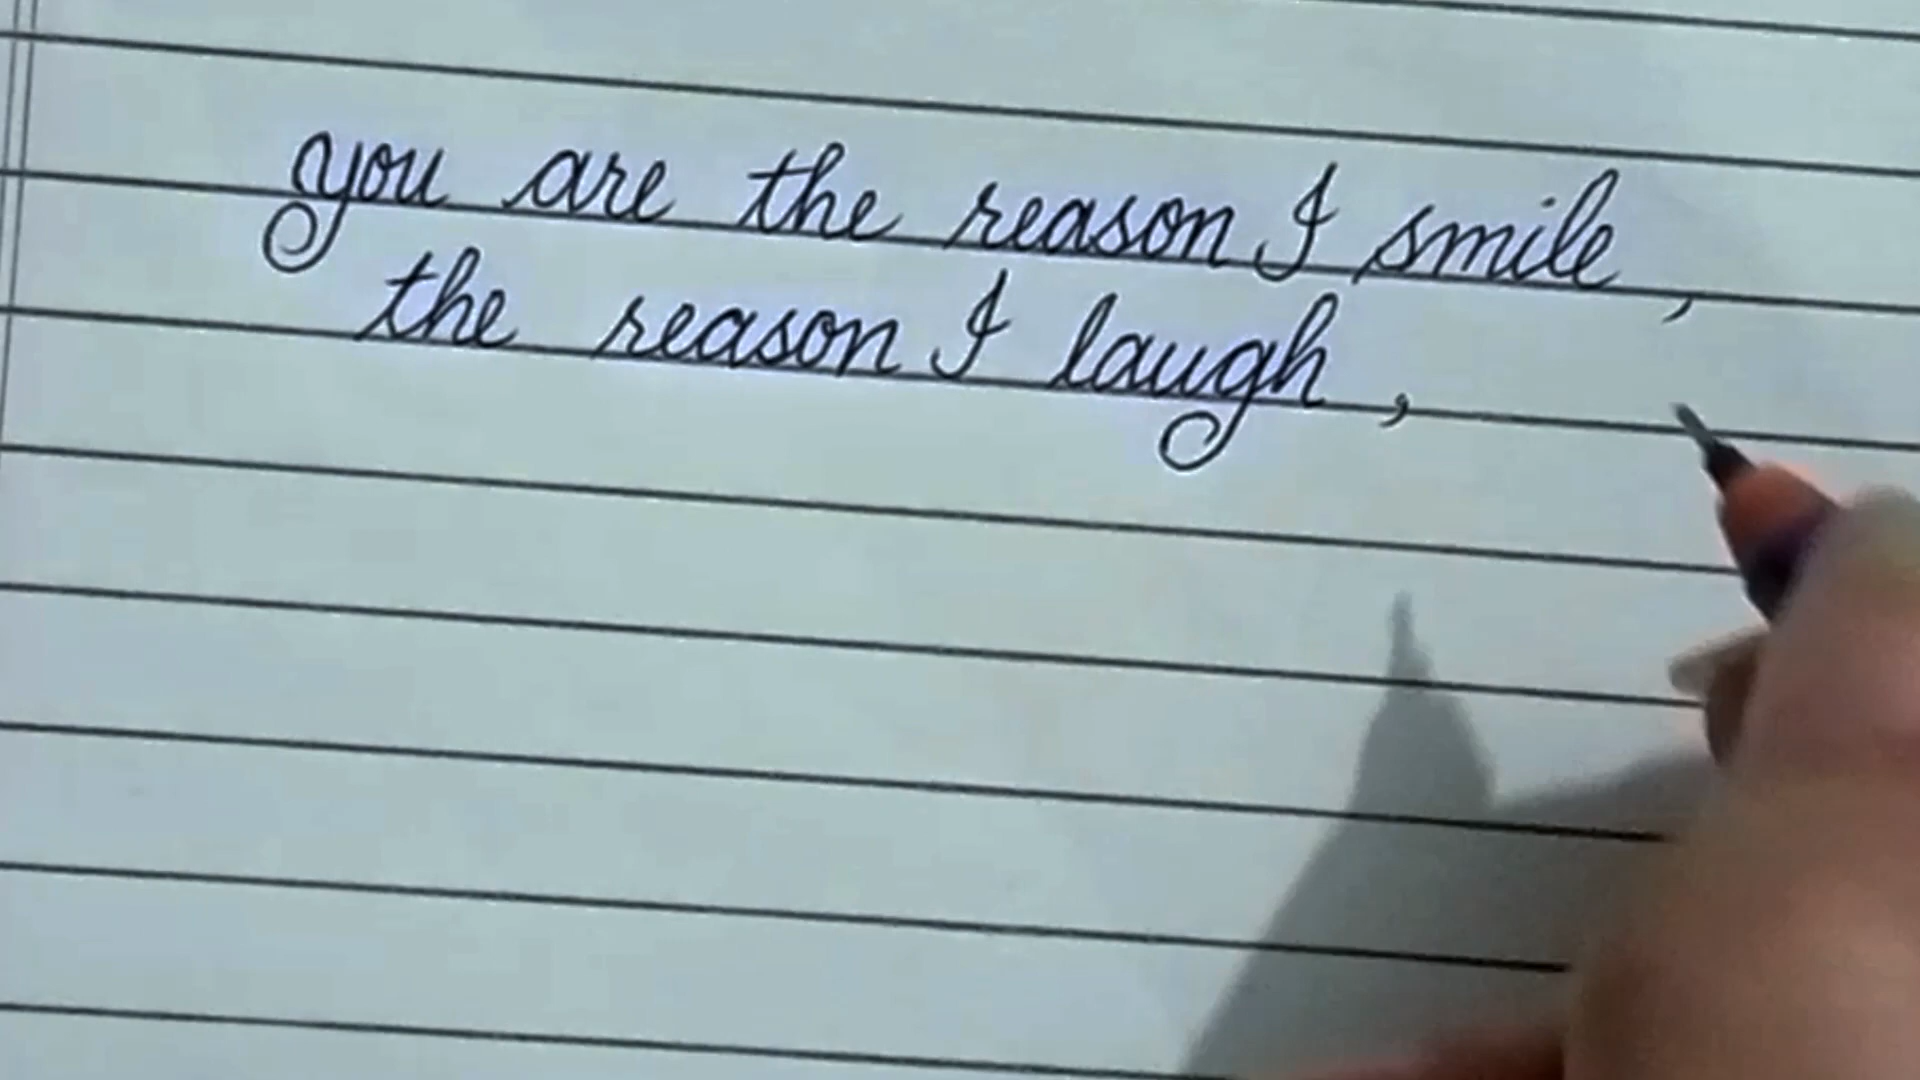 you are the reason I smile,
the reason I laugh,